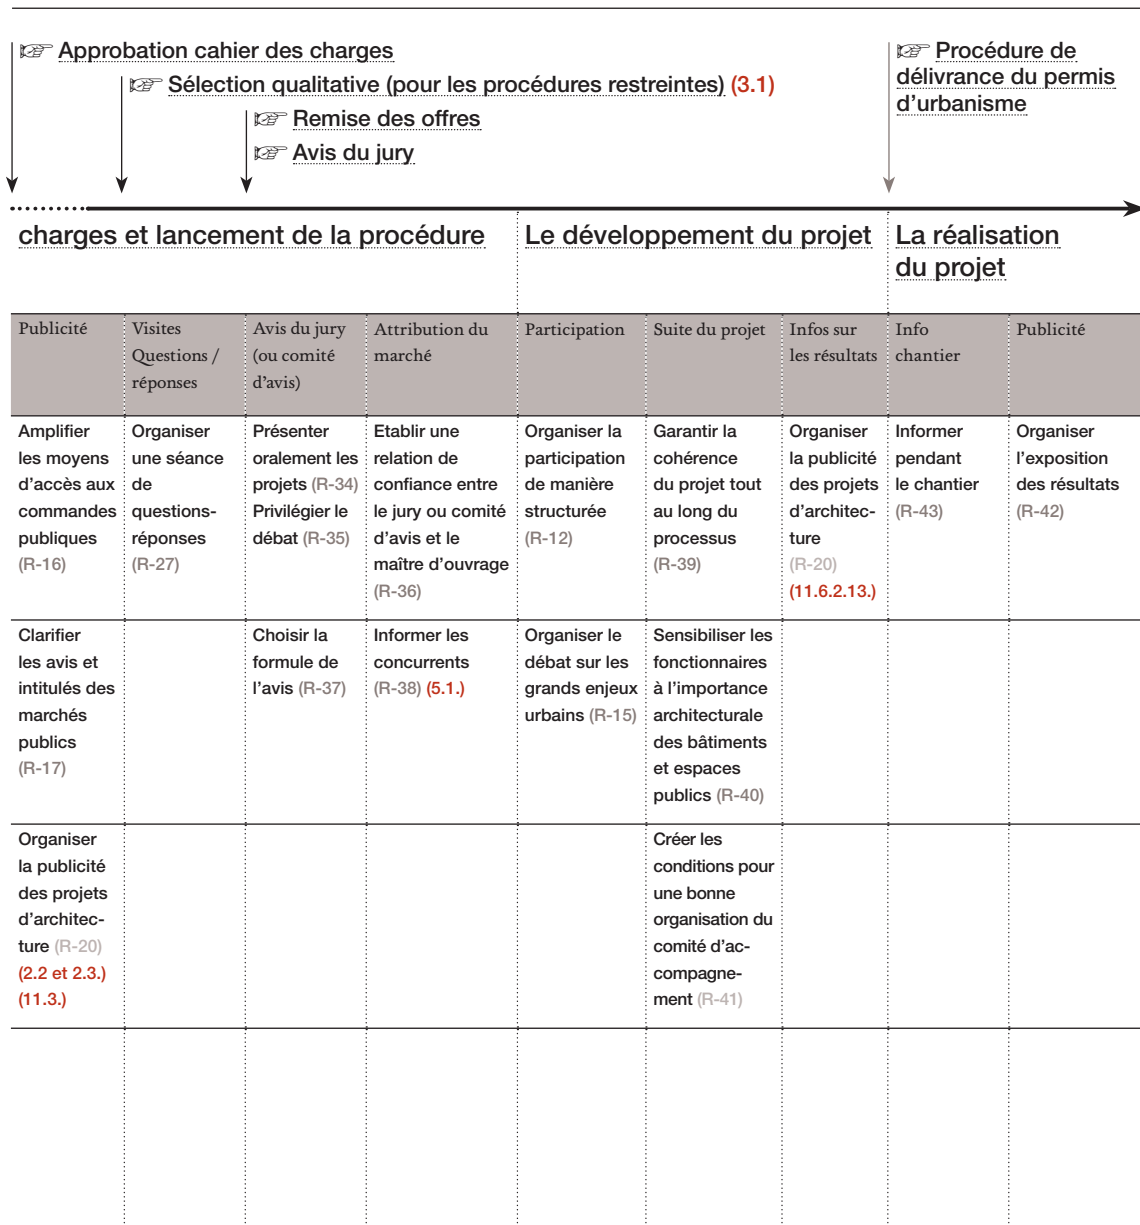 ☞ Approbation cahier des charges
☞ Sélection qualitative (pour les procédures restreintes) (3.1)
☞ Remise des offres
☞ Avis du jury
☞ Procédure de
délivrance du permis
d’urbanisme
charges et lancement de la procédure
Le développement du projet
La réalisation
du projet
Publicité
Visites
Questions /
réponses
Avis du jury
(ou comité
d’avis)
Attribution du
marché
Participation
Suite du projet
Infos sur
les résultats
Info
chantier
Publicité
Amplifier
les moyens
d’accès aux
commandes
publiques
(R-16)
Organiser
une séance
de
questions-
réponses
(R-27)
Présenter
oralement les
projets (R-34)
Privilégier le
débat (R-35)
Etablir une
relation de
confiance entre
le jury ou comité
d’avis et le
maître d’ouvrage
(R-36)
Organiser la
participation
de manière
structurée
(R-12)
Garantir la
cohérence
du projet tout
au long du
processus
(R-39)
Organiser
la publicité
des projets
d’architec-
ture
(R-20)
(11.6.2.13.)
Informer
pendant
le chantier
(R-43)
Organiser
l’exposition
des résultats
(R-42)
Clarifier
les avis et
intitulés des
marchés
publics
(R-17)
Choisir la
formule de
l’avis (R-37)
Informer les
concurrents
(R-38) (5.1.)
Organiser le
débat sur les
grands enjeux
urbains (R-15)
Sensibiliser les
fonctionnaires
à l’importance
architecturale
des bâtiments
et espaces
publics (R-40)
Organiser
la publicité
des projets
d’architec-
ture (R-20)
(2.2 et 2.3.)
(11.3.)
Créer les
conditions pour
une bonne
organisation du
comité d’ac-
compagne-
ment (R-41)